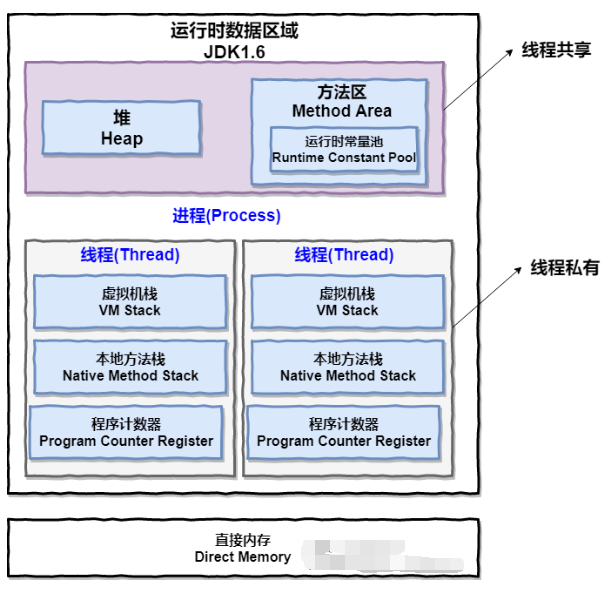 运行时数据区域
JDK1.6
线程共享
堆
Heap
方法区
Method Area
运行时常量池
Runtime Constant Pool
进程(Process)
线程(Thread)
虚拟机栈
VM Stack
本地方法栈
Native Method Stack
程序计数器
Program Counter Register
线程(Thread)
虚拟机栈
VM Stack
本地方法栈
Native Method Stack
程序计数器
Program Counter Register
线程私有
直接内存
Direct Memory